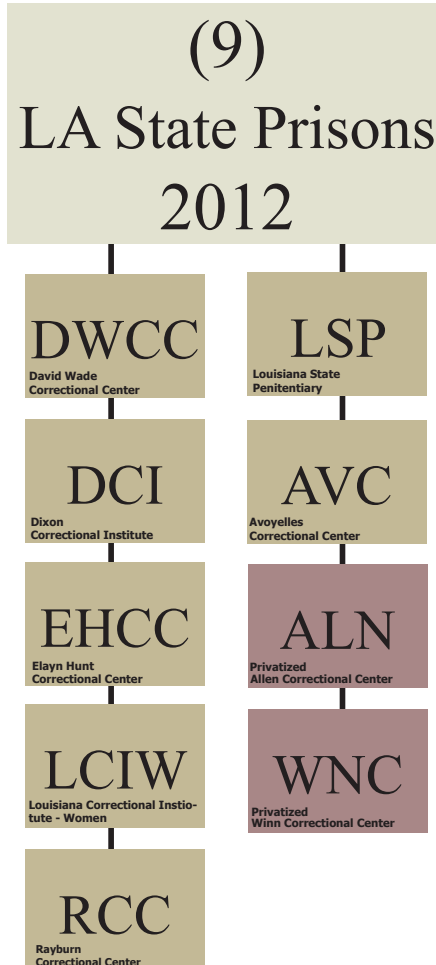 (9)
LA State Prisons
2012
DWCC
David Wade
Correctional Center
DCI
Dixon
Correctional Institute
EHCC
Elayn Hunt
Correctional Center
LCIW
Louisiana Correctional Instio-
tute - Women
RCC
Rayburn
Correctional Center
LSP
Louisiana State
Penitentiary
AVC
Avoyelles
Correctional Center
ALN
Privatized
Allen Correctional Center
WNC
Privatized
Winn Correctional Center